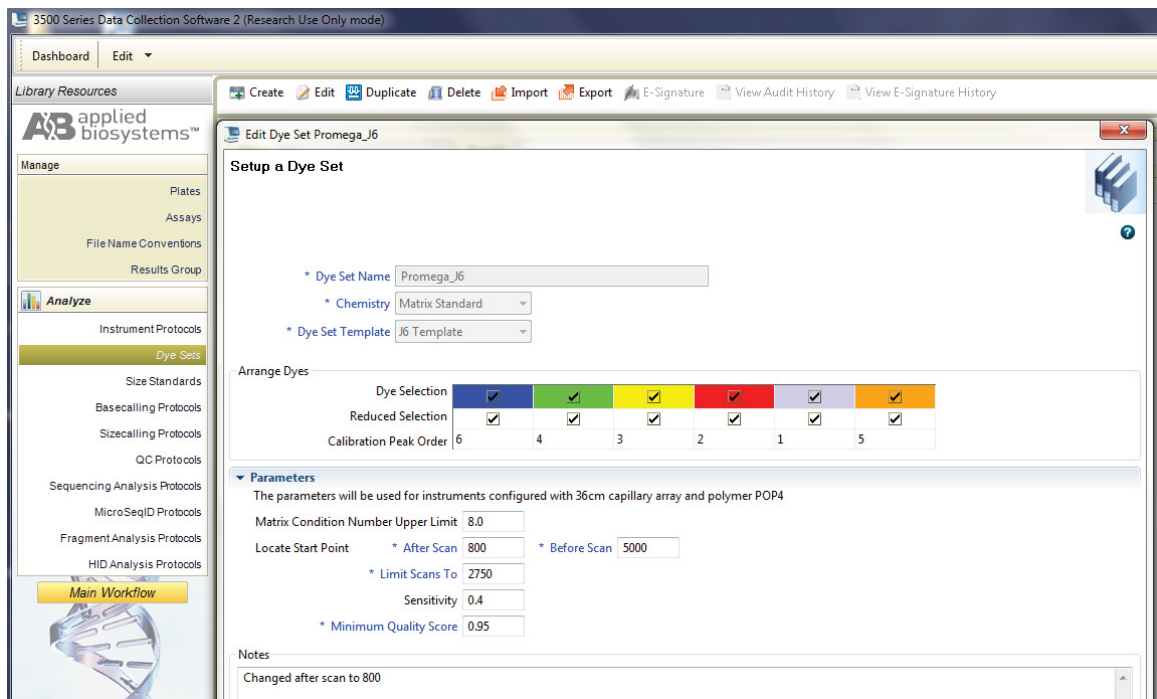 3500 Series Data Collection Software 2 (Research Use Only mode)
Dashboard Edit
Library Resources
AB applied biosystems™
Manage
Plates
Assays
File Name Conventions
Results Group
Analyze
Instrument Protocols
Dye Sets
Size Standards
Basecalling Protocols
Sizecalling Protocols
QC Protocols
Sequencing Analysis Protocols
MicroSeqID Protocols
Fragment Analysis Protocols
HID Analysis Protocols
Main Workflow
Create Edit Duplicate Delete Import Export E-Signature View Audit History View E-Signature History
Edit Dye Set Promega_J6
Setup a Dye Set
* Dye Set Name Promega_J6
* Chemistry Matrix Standard
* Dye Set Template J6 Template
Arrange Dyes
Dye Selection
Reduced Selection
Calibration Peak Order 6 4 3 2 1 5
Parameters
The parameters will be used for instruments configured with 36cm capillary array and polymer POP4
Matrix Condition Number Upper Limit 8.0
Locate Start Point * After Scan 800 * Before Scan 5000
* Limit Scans To 2750
Sensitivity 0.4
* Minimum Quality Score 0.95
Notes
Changed after scan to 800